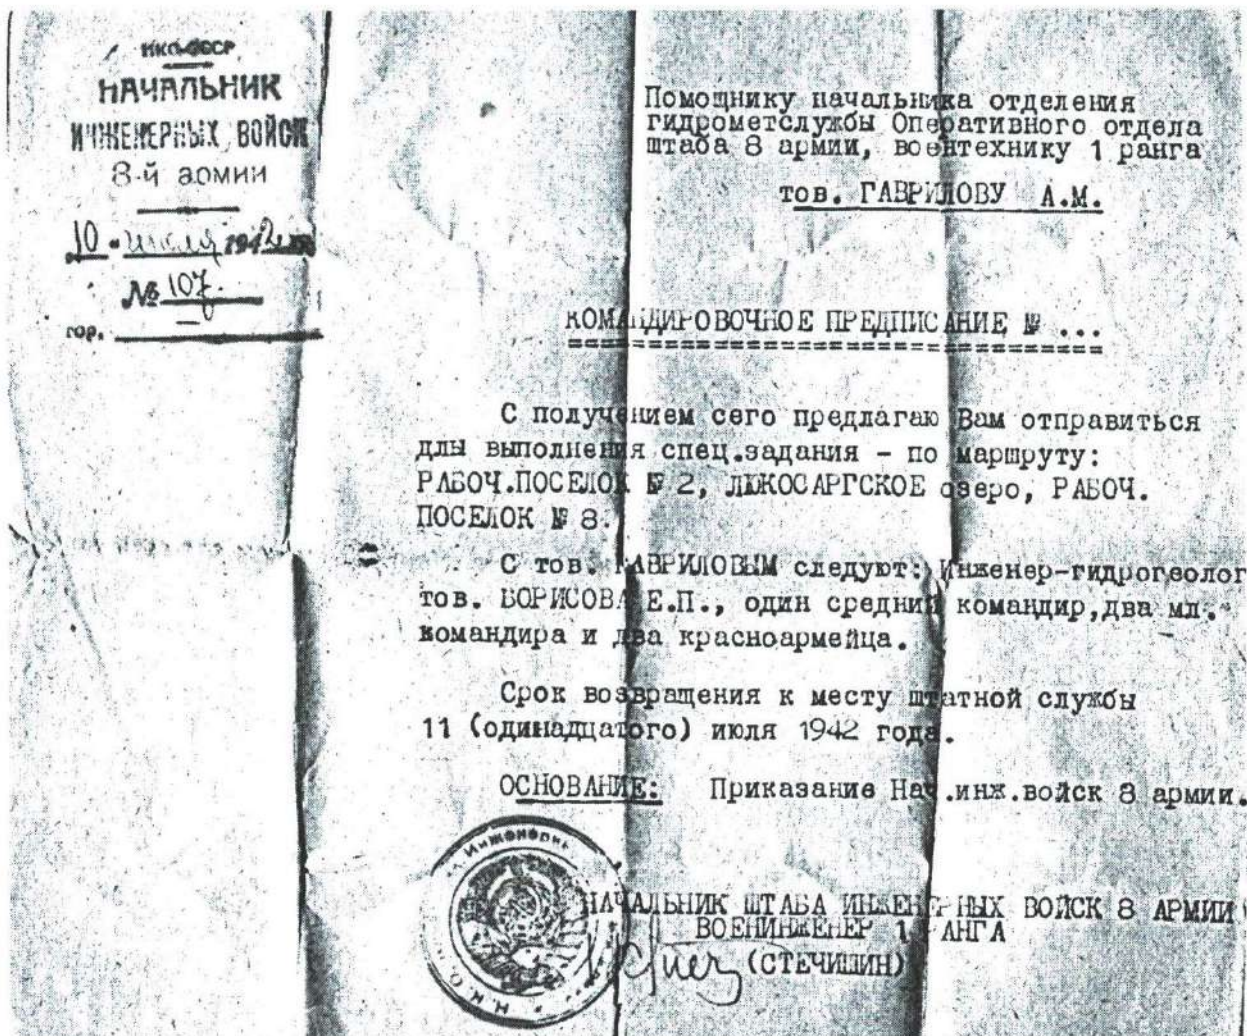 НКО-СССР
НАЧАЛЬНИК
ИНЖЕНЕРНЫХ ВОЙСК
8-й армии
10 июля 1942
№ 107.
гор.
Помощнику начальника отделения
гидрометслужбы Оперативного отдела
штаба 8 армии, воентехнику 1 ранга
тов. ГАВРИЛОВУ А.М.
КОМАНДИРОВОЧНОЕ ПРЕДПИСАНИЕ № ...
С получением сего предлагаю Вам отправиться
для выполнения спец.задания - по маршруту:
РАБОЧ.ПОСЕЛОК № 2, озеро, РАБОЧ.
ПОСЕЛОК № 8.
С тов. ГАВРИЛОВЫМ следуют: Инженер-гидрогеолог
тов. БОРИСОВА Е.П., один средний командир,два мл.
командира и два красноармейца.
Срок возвращения к месту штатной службы
11 (одинадцатого) июля 1942 года.
ОСНОВАНИЕ: Приказание Нач.инж.войск 8 армии.
НАЧАЛЬНИК ШТАБА ИНЖЕНЕРНЫХ ВОЙСК 8 АРМИИ
ВОЕНИНЖЕНЕР 1 РАНГА
(СТЕЧИШИН)
Н.К.О.